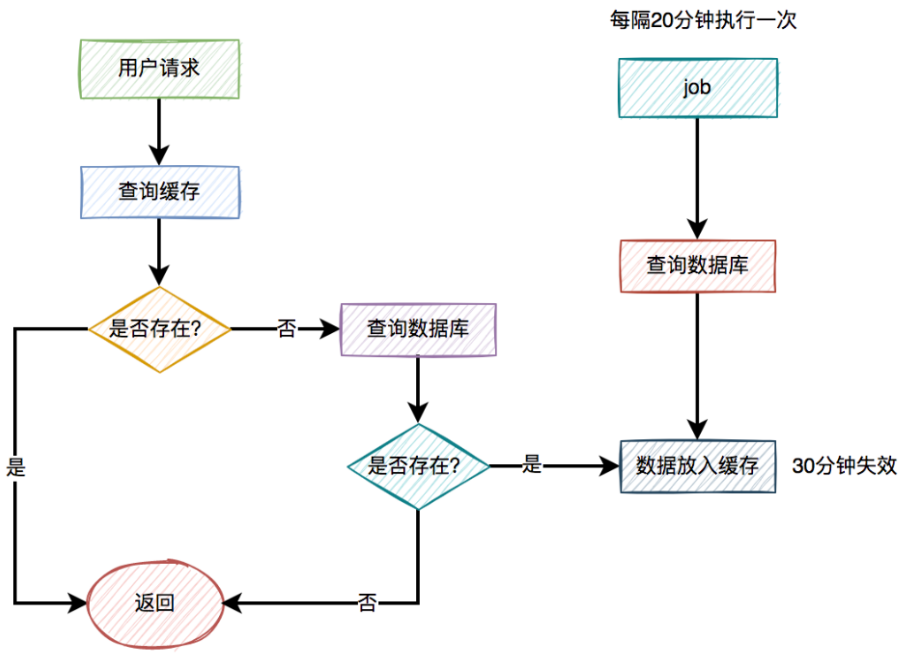 每隔20分钟执行一次
用户请求
job
查询缓存
查询数据库
是否存在?
否
查询数据库
是
是否存在?
是
数据放入缓存
30分钟失效
返回
否